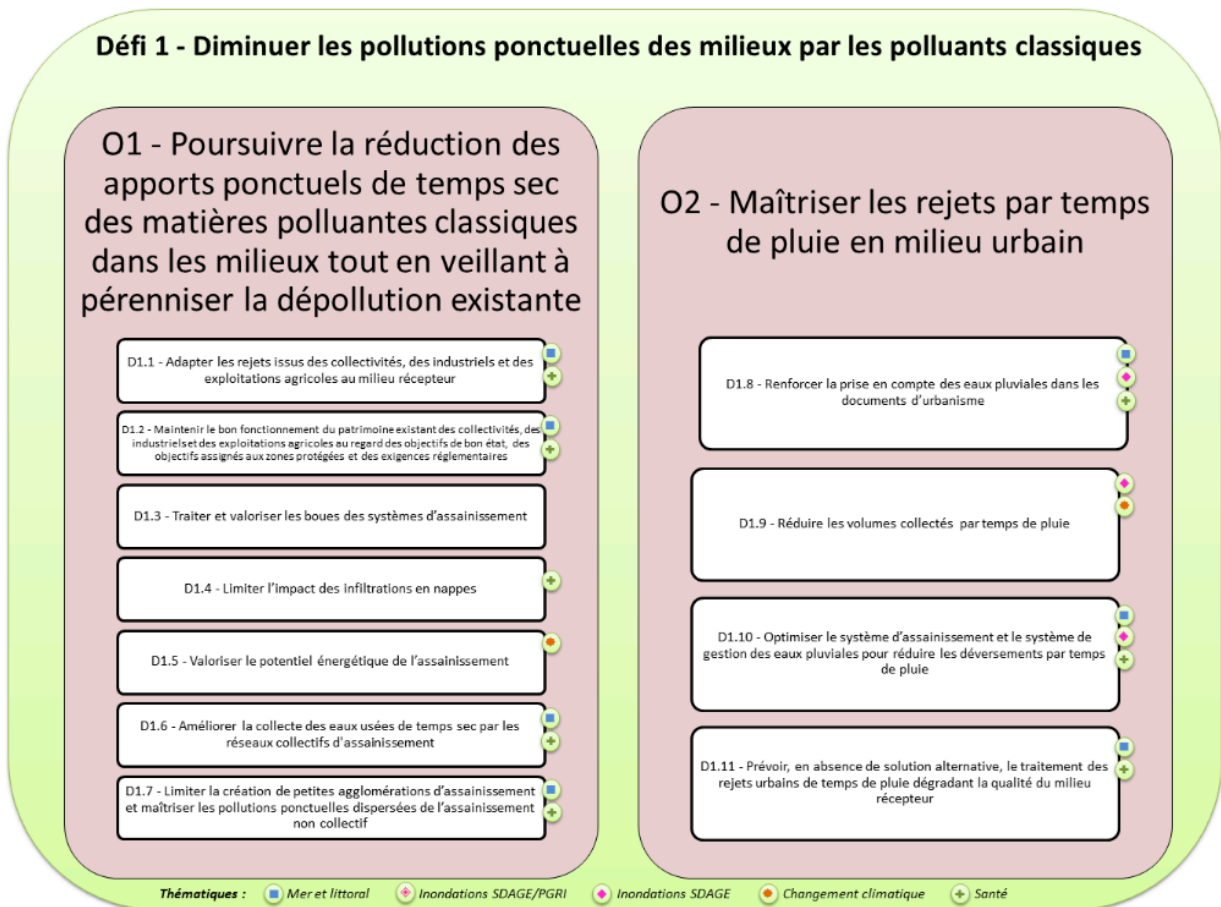 Défi 1 - Diminuer les pollutions ponctuelles des milieux par les polluants classiques
O1 - Poursuivre la réduction des
apports ponctuels de temps sec
des matières polluantes classiques
dans les milieux tout en veillant à
pérenniser la dépollution existante
D1.1 - Adapter les rejets issus des collectivités, des industriels et des
exploitations agricoles au milieu récepteur
D1.2 - Maintenir le bon fonctionnement du patrimoine existant des collectivités, des
industriels et des exploitations agricoles au regard des objectifs de bon état, des
objectifs assignés aux zones protégées et des exigences réglementaires
D1.3 - Traiter et valoriser les boues des systèmes d'assainissement
D1.4 - Limiter l'impact des infiltrations en nappes
D1.5 - Valoriser le potentiel énergétique de l'assainissement
D1.6 - Améliorer la collecte des eaux usées de temps sec par les
réseaux collectifs d'assainissement
D1.7 - Limiter la création de petites agglomérations d'assainissement
et maîtriser les pollutions ponctuelles dispersées de l'assainissement
non collectif
O2 - Maîtriser les rejets par temps
de pluie en milieu urbain
D1.8 - Renforcer la prise en compte des eaux pluviales dans les
documents d'urbanisme
D1.9 - Réduire les volumes collectés par temps de pluie
D1.10 - Optimiser le système d'assainissement et le système de
gestion des eaux pluviales pour réduire les déversements par temps
de pluie
D1.11 - Prévoir, en absence de solution alternative, le traitement des
rejets urbains de temps de pluie dégradant la qualité du milieu
récepteur
Thématiques : Mer et littoral Inondations SDAGE/PGRI Inondations SDAGE Changement climatique Santé